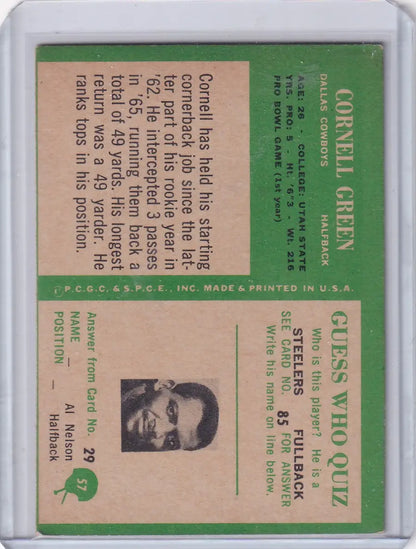 CORNELL GREEN
DALLAS COWBOYS HALFBACK
AGE: 26 - COLLEGE: UTAH STATE
YRS. PRO: 5 - Ht. '6"3 - Wt. 216
PRO BOWL GAME (1st year)
Cornell has held his starting
cornerback job since the lat-
ter part of his rookie year in
'62. He intercepted 3 passes
in '65, running them back a
total of 49 yards. His longest
return was a 49 yarder. He
ranks tops in his position.
©P.C.G.C. & S.P.C.E., INC. MADE & PRINTED IN U.S.A.
GUESS WHO QUIZ
Who is this player? He is a
STEELERS FULLBACK
SEE CARD NO. 85 FOR ANSWER
Write his name on line below.
Answer from Card No. 29
NAME — Al Nelson
POSITION — Halfback
57